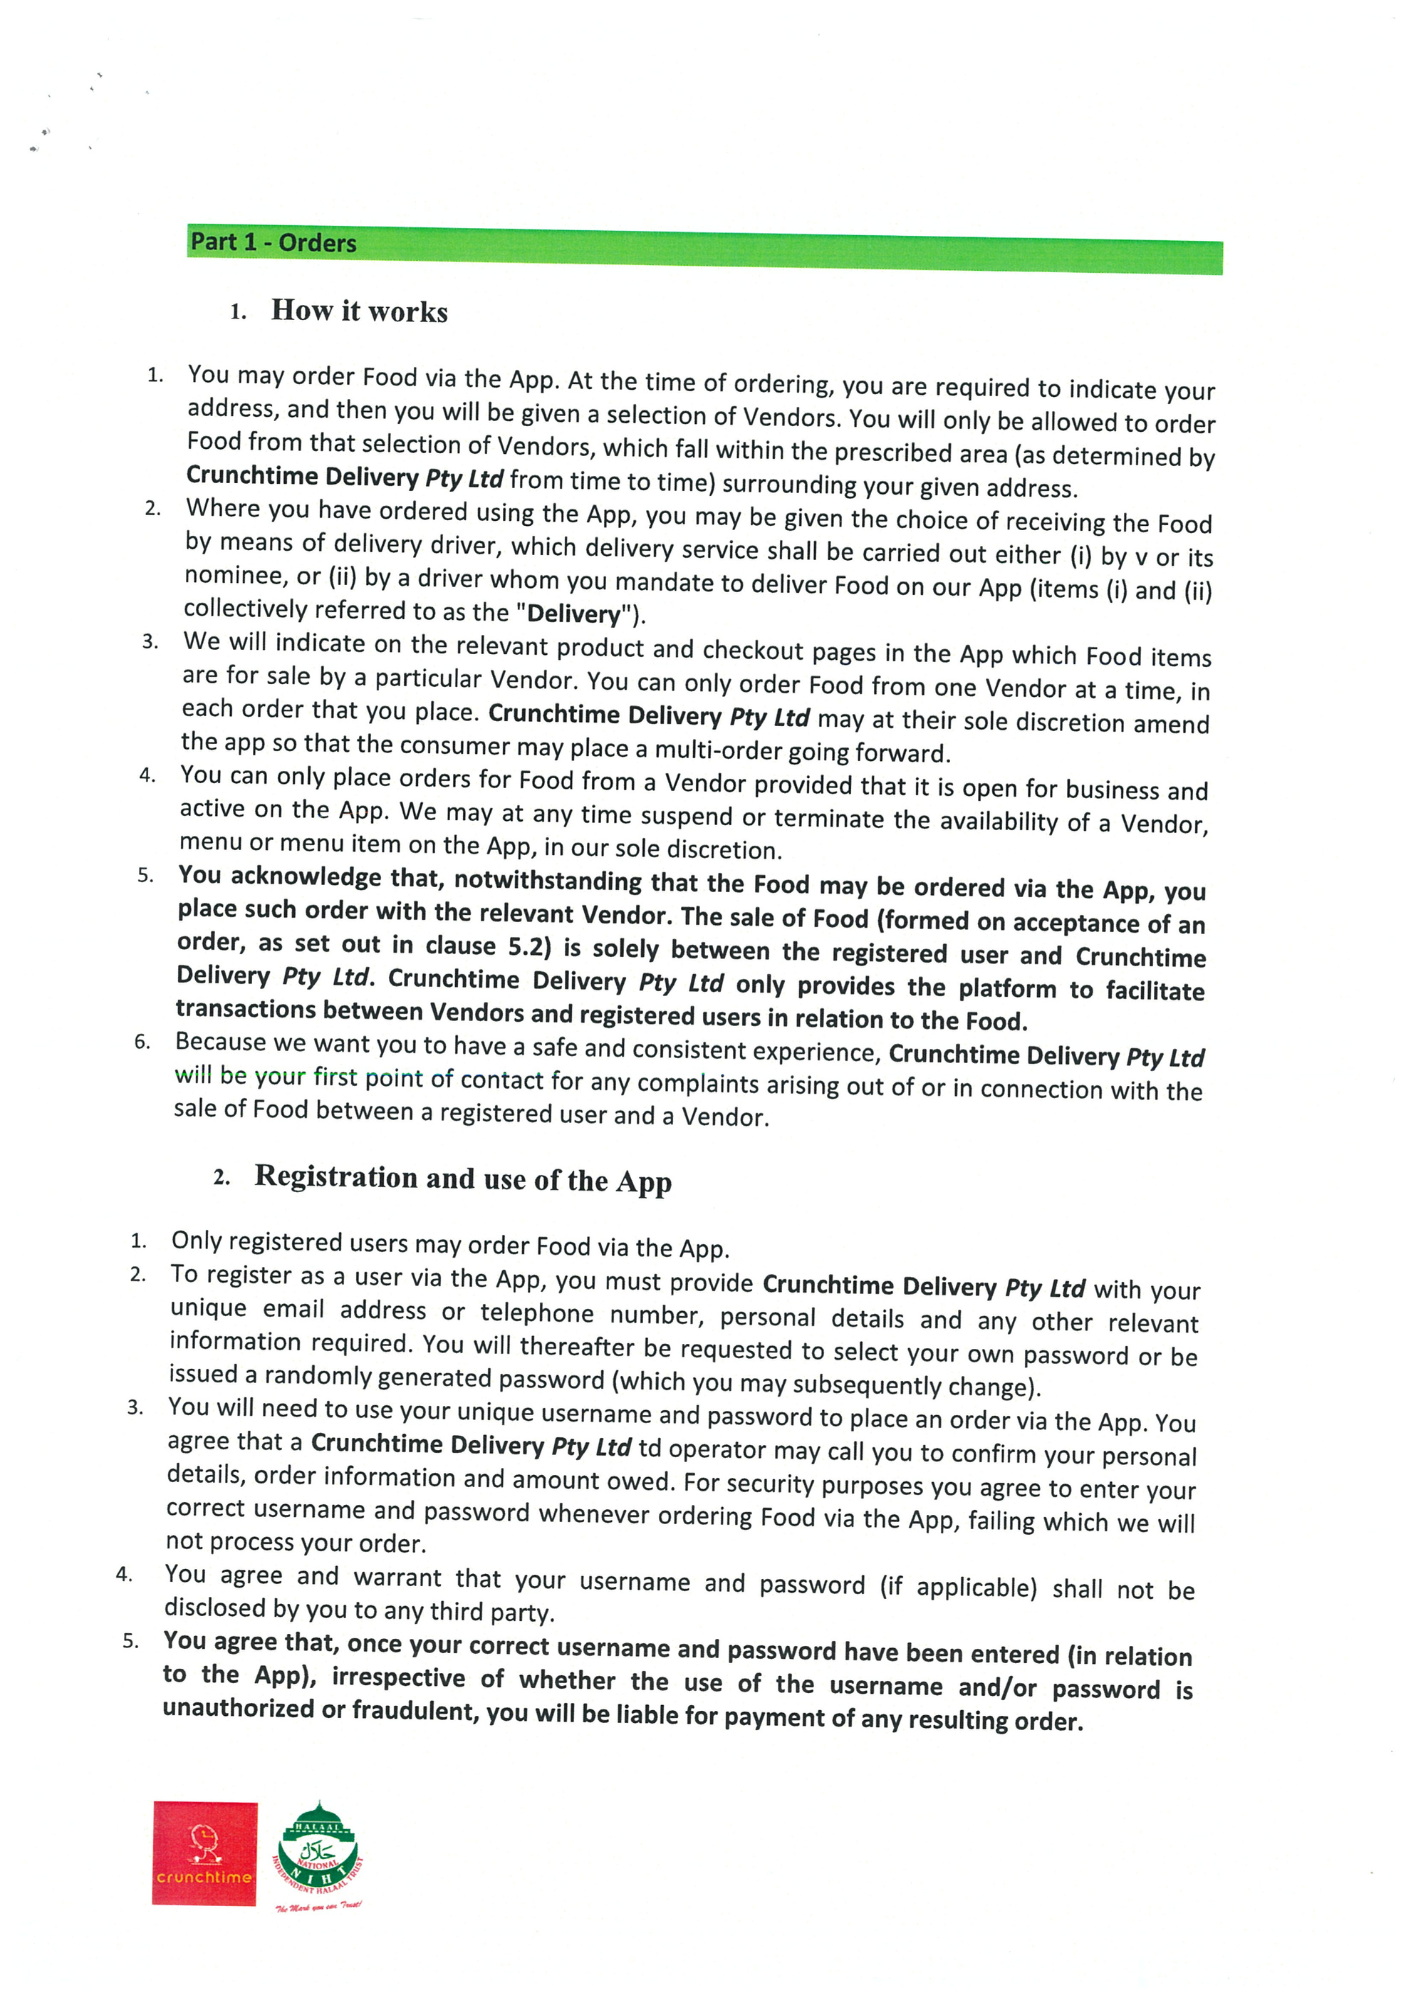 Part 1 - Orders
1. How it works
1. You may order Food via the App. At the time of ordering, you are required to indicate your
address, and then you will be given a selection of Vendors. You will only be allowed to order
Food from that selection of Vendors, which fall within the prescribed area (as determined by
Crunchtime Delivery Pty Ltd from time to time) surrounding your given address.
2. Where you have ordered using the App, you may be given the choice of receiving the Food
by means of delivery driver, which delivery service shall be carried out either (i) by v or its
nominee, or (ii) by a driver whom you mandate to deliver Food on our App (items (i) and (ii)
collectively referred to as the "Delivery").
3. We will indicate on the relevant product and checkout pages in the App which Food items
are for sale by a particular Vendor. You can only order Food from one Vendor at a time, in
each order that you place. Crunchtime Delivery Pty Ltd may at their sole discretion amend
the app so that the consumer may place a multi-order going forward.
4. You can only place orders for Food from a Vendor provided that it is open for business and
active on the App. We may at any time suspend or terminate the availability of a Vendor,
menu or menu item on the App, in our sole discretion.
5. You acknowledge that, notwithstanding that the Food may be ordered via the App, you
place such order with the relevant Vendor. The sale of Food (formed on acceptance of an
order, as set out in clause 5.2) is solely between the registered user and Crunchtime
Delivery Pty Ltd. Crunchtime Delivery Pty Ltd only provides the platform to facilitate
transactions between Vendors and registered users in relation to the Food.
6. Because we want you to have a safe and consistent experience, Crunchtime Delivery Pty Ltd
will be your first point of contact for any complaints arising out of or in connection with the
sale of Food between a registered user and a Vendor.
2. Registration and use of the App
1. Only registered users may order Food via the App.
2. To register as a user via the App, you must provide Crunchtime Delivery Pty Ltd with your
unique email address or telephone number, personal details and any other relevant
information required. You will thereafter be requested to select your own password or be
issued a randomly generated password (which you may subsequently change).
3. You will need to use your unique username and password to place an order via the App. You
agree that a Crunchtime Delivery Pty Ltd td operator may call you to confirm your personal
details, order information and amount owed. For security purposes you agree to enter your
correct username and password whenever ordering Food via the App, failing which we will
not process your order.
4. You agree and warrant that your username and password (if applicable) shall not be
disclosed by you to any third party.
5. You agree that, once your correct username and password have been entered (in relation
to the App), irrespective of whether the use of the username and/or password is
unauthorized or fraudulent, you will be liable for payment of any resulting order.
crunchtime
HALAAL
حلال
NATIONAL
NIHT
INDEPENDENT HALAAL TRUST
The Mark you can Trust!